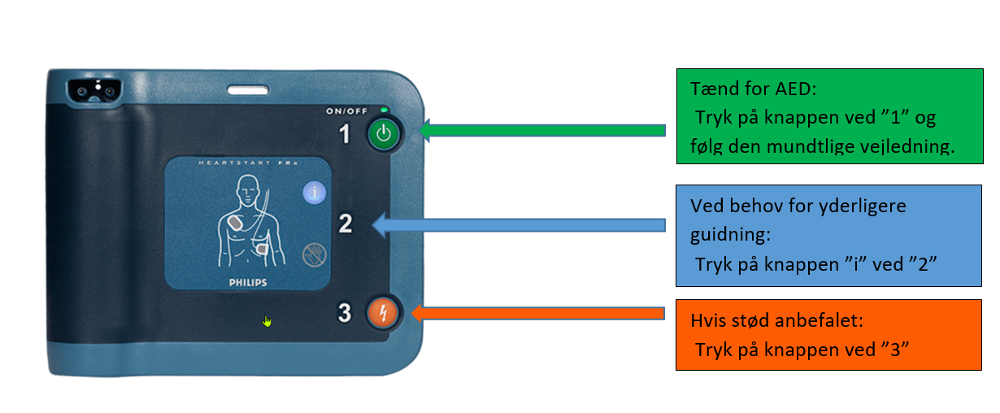 ON/OFF
1
HEARTSTART FRx
i
2
PHILIPS
3
Tænd for AED:
Tryk på knappen ved ”1” og
følg den mundtlige vejledning.
Ved behov for yderligere
guidning:
Tryk på knappen ”i” ved ”2”
Hvis stød anbefalet:
Tryk på knappen ved ”3”